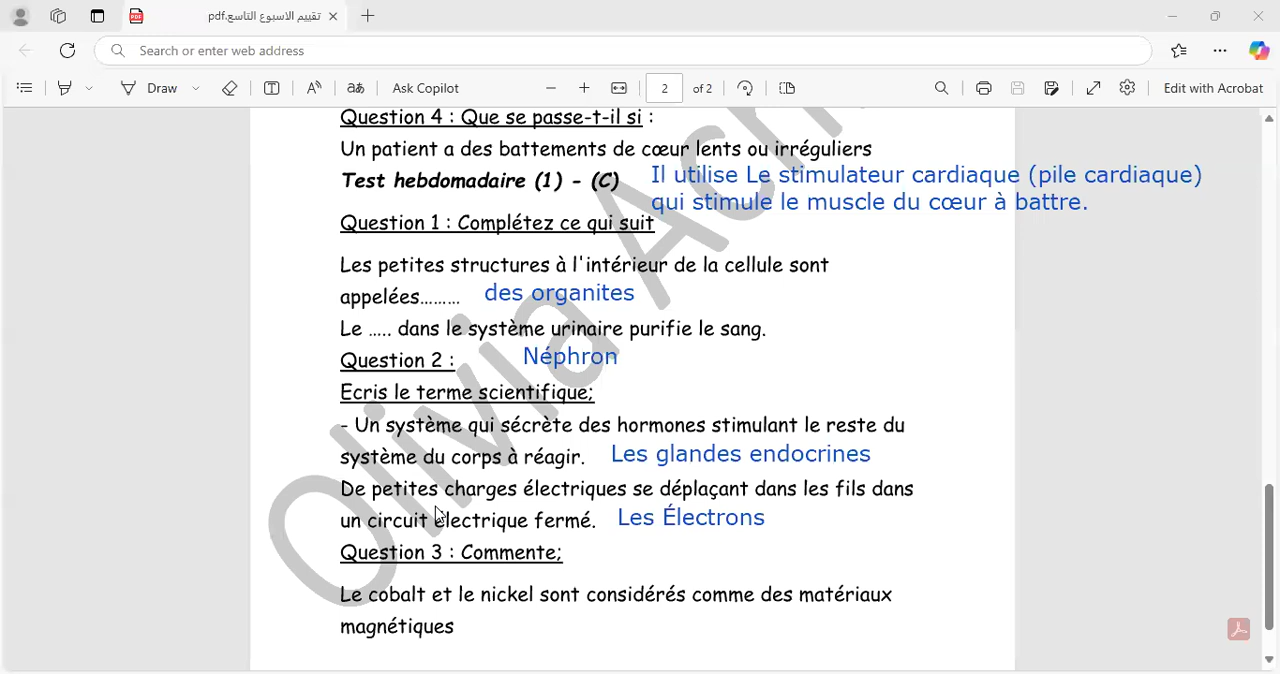 تقييم الاسبوع التاسع.pdf
Search or enter web address
Draw
Ask Copilot
2 of 2
Edit with Acrobat
Question 4 : Que se passe-t-il si :
Un patient a des battements de cœur lents ou irréguliers
Test hebdomadaire (1) - (C)
Il utilise Le stimulateur cardiaque (pile cardiaque)
qui stimule le muscle du cœur à battre.
Question 1 : Complétez ce qui suit
Les petites structures à l'intérieur de la cellule sont
appelées......... des organites
Le ..... dans le système urinaire purifie le sang.
Néphron
Question 2 :
Ecris le terme scientifique;
- Un système qui sécrète des hormones stimulant le reste du
système du corps à réagir. Les glandes endocrines
De petites charges électriques se déplaçant dans les fils dans
un circuit électrique fermé. Les Électrons
Question 3 : Commente;
Le cobalt et le nickel sont considérés comme des matériaux
magnétiques